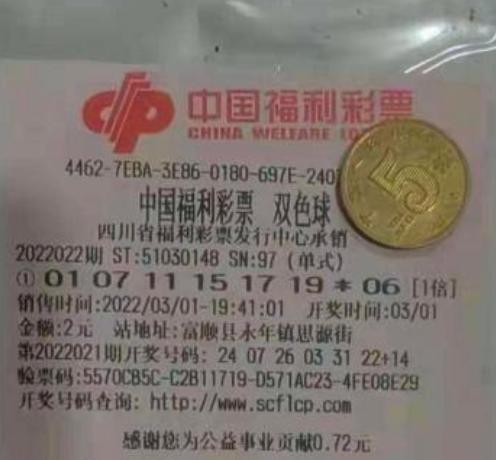 中国福利彩票
CHINA WELFARE
4462-7EBA-3E86-0180-697E-240
中国福利彩票 双色球
四川省福利彩票发行中心承销
2022022期 ST:51030148 SN:97 (单式)
① 01 07 11 15 17 19 * 06 [1倍]
销售时间:2022/03/01-19:41:01 开奖时间:03/01
金额:2元 站地址:富顺县永年镇思源街
第2022021期开奖号码: 24 07 26 03 31 22+14
验票码:5570CB5C-C2B11719-D571AC23-4FE08E29
开奖号码查询: http://www.scflcp.com
感谢您为公益事业贡献0.72元
5